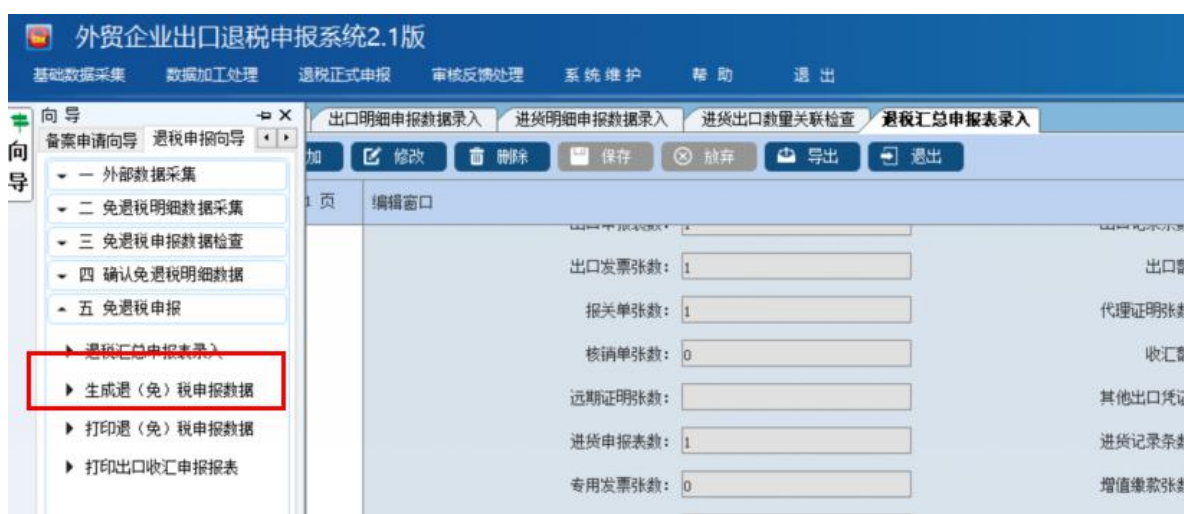 外贸企业出口退税申报系统2.1版
基础数据采集 数据加工处理 退税正式申报 审核反馈处理 系统维护 帮助 退出
向导
向导
备案申请向导 退税申报向导
一 外部数据采集
二 免退税明细数据采集
三 免退税申报数据检查
四 确认免退税明细数据
五 免退税申报
退税汇总申报表录入
生成退（免）税申报数据
打印退（免）税申报数据
打印出口收汇申报报表
出口明细申报数据录入 进货明细申报数据录入 进货出口数量关联检查 退税汇总申报表录入
加 修改 删除 保存 放弃 导出 退出
1 页 编辑窗口
出口发票张数： 1 出口额
报关单张数： 1 代理证明张数
核销单张数： 0 收汇额
远期证明张数： 其他出口凭证
进货申报表数： 1 进货记录条数
专用发票张数： 0 增值缴款张数